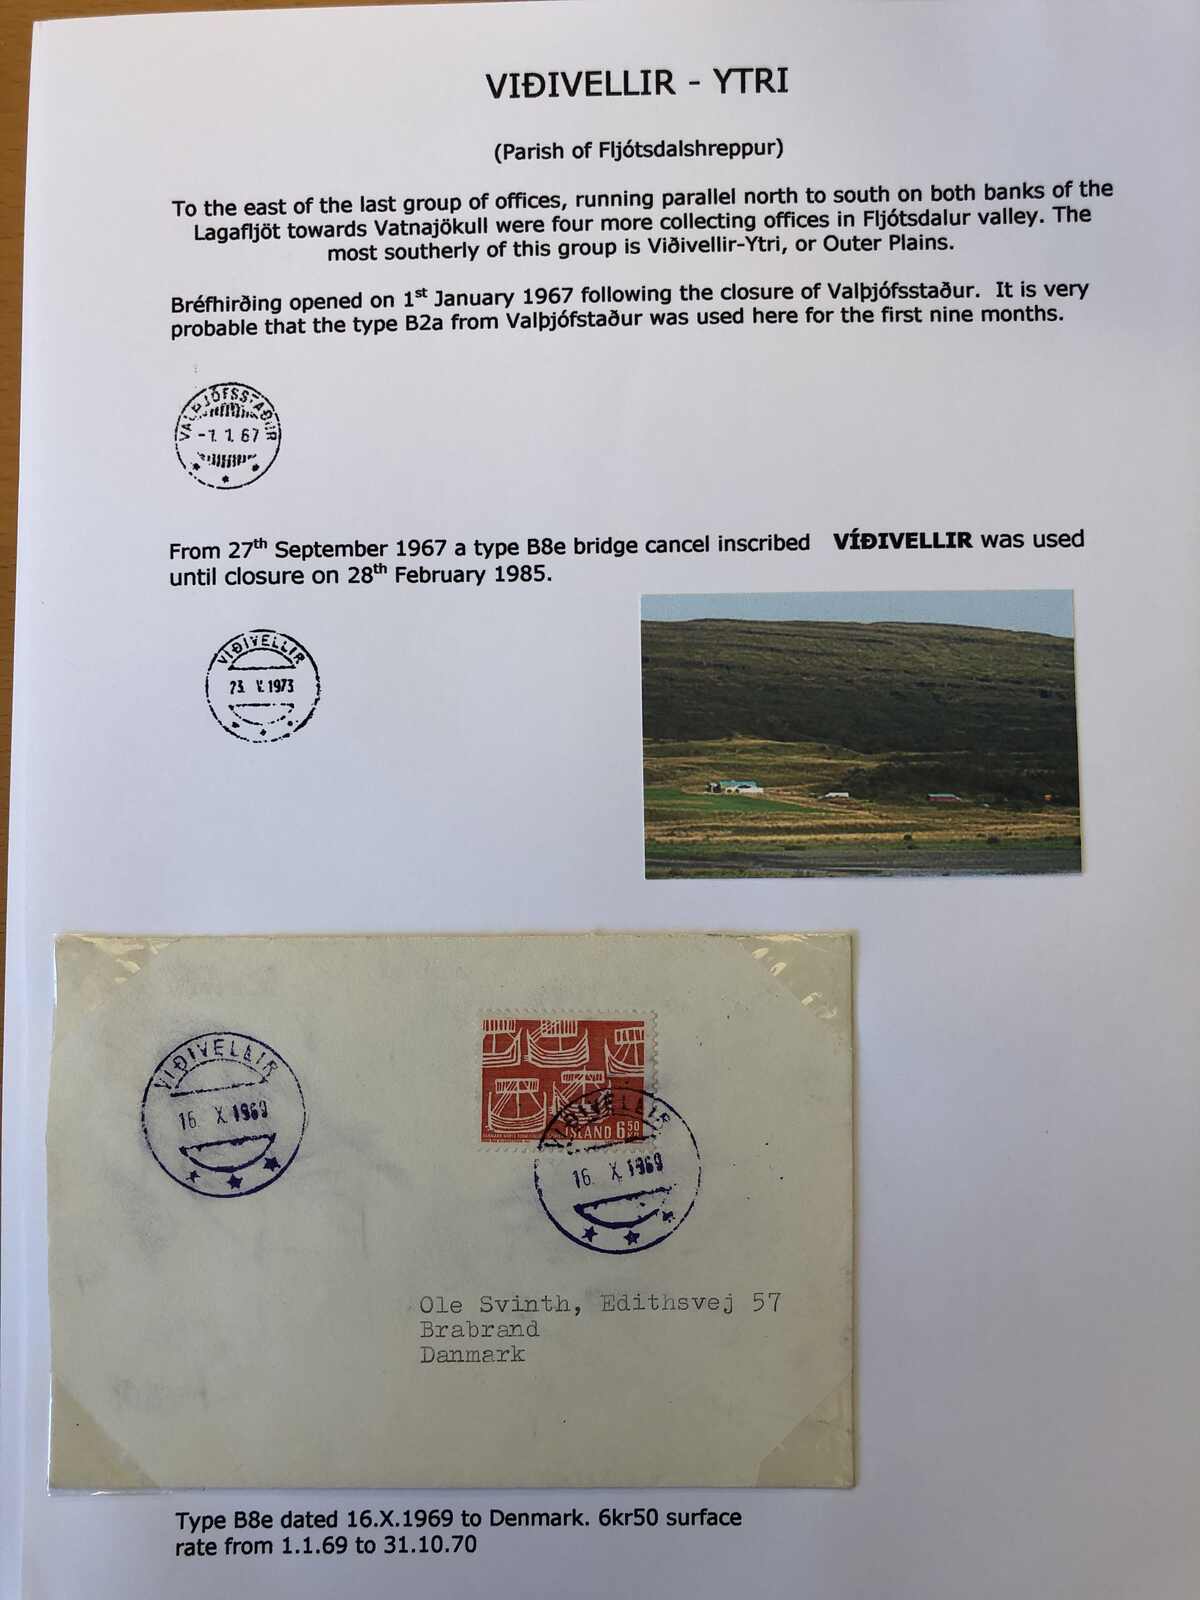 VIÐIVELLIR - YTRI
(Parish of Fljótsdalshreppur)
To the east of the last group of offices, running parallel north to south on both banks of the
Lagafljöt towards Vatnajökull were four more collecting offices in Fljótsdalur valley. The
most southerly of this group is Viðivellir-Ytri, or Outer Plains.
Bréfhirðing opened on 1st January 1967 following the closure of Valþjófsstaður. It is very
probable that the type B2a from Valþjófstaður was used here for the first nine months.
VALÞJÓFSSTAÐUR
-1. 1. 67
From 27th September 1967 a type B8e bridge cancel inscribed VÍÐIVELLIR was used
until closure on 28th February 1985.
VIÐIVELLIR
23. V. 1973
VIÐIVELLIR
16. X. 1969
ISLAND 650
KR
VIÐIVELLIR
16. X. 1969
Ole Svinth, Edithsvej 57
Brabrand
Danmark
Type B8e dated 16.X.1969 to Denmark. 6kr50 surface
rate from 1.1.69 to 31.10.70